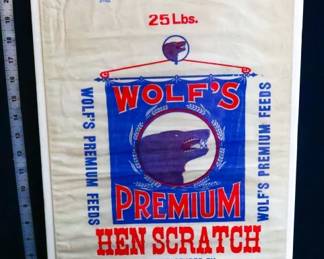 25 Lbs.
WOLF'S
PREMIUM
WOLF'S PREMIUM FEEDS
WOLF'S PREMIUM FEEDS
HEN SCRATCH